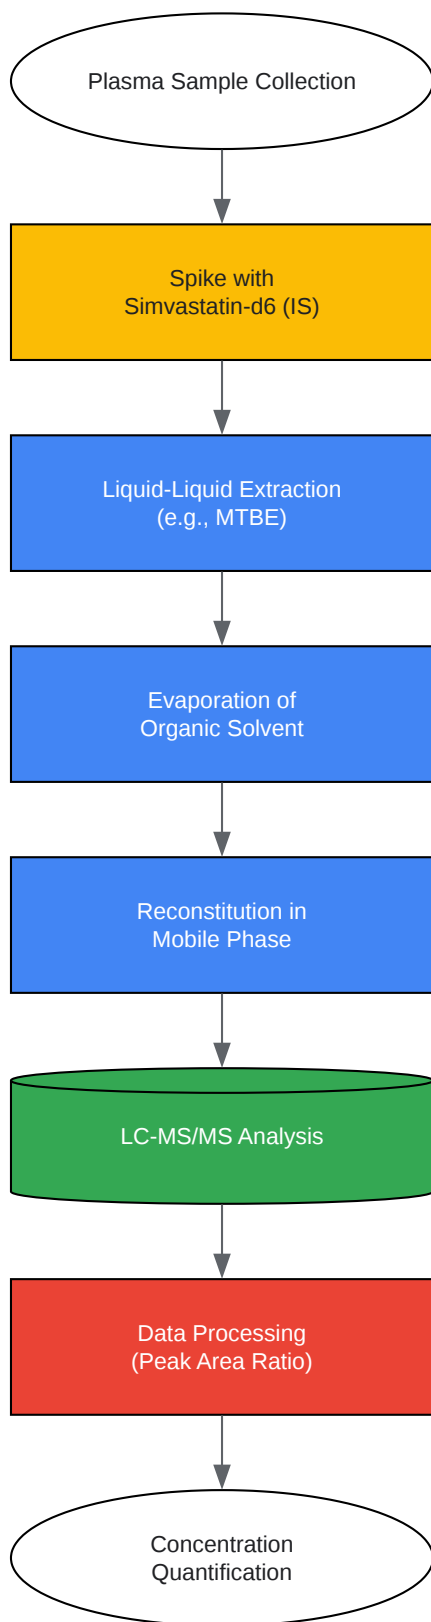 Plasma Sample Collection
Spike with
Simvastatin-d6 (IS)
Liquid-Liquid Extraction
(e.g., MTBE)
Evaporation of
Organic Solvent
Reconstitution in
Mobile Phase
LC-MS/MS Analysis
Data Processing
(Peak Area Ratio)
Concentration
Quantification